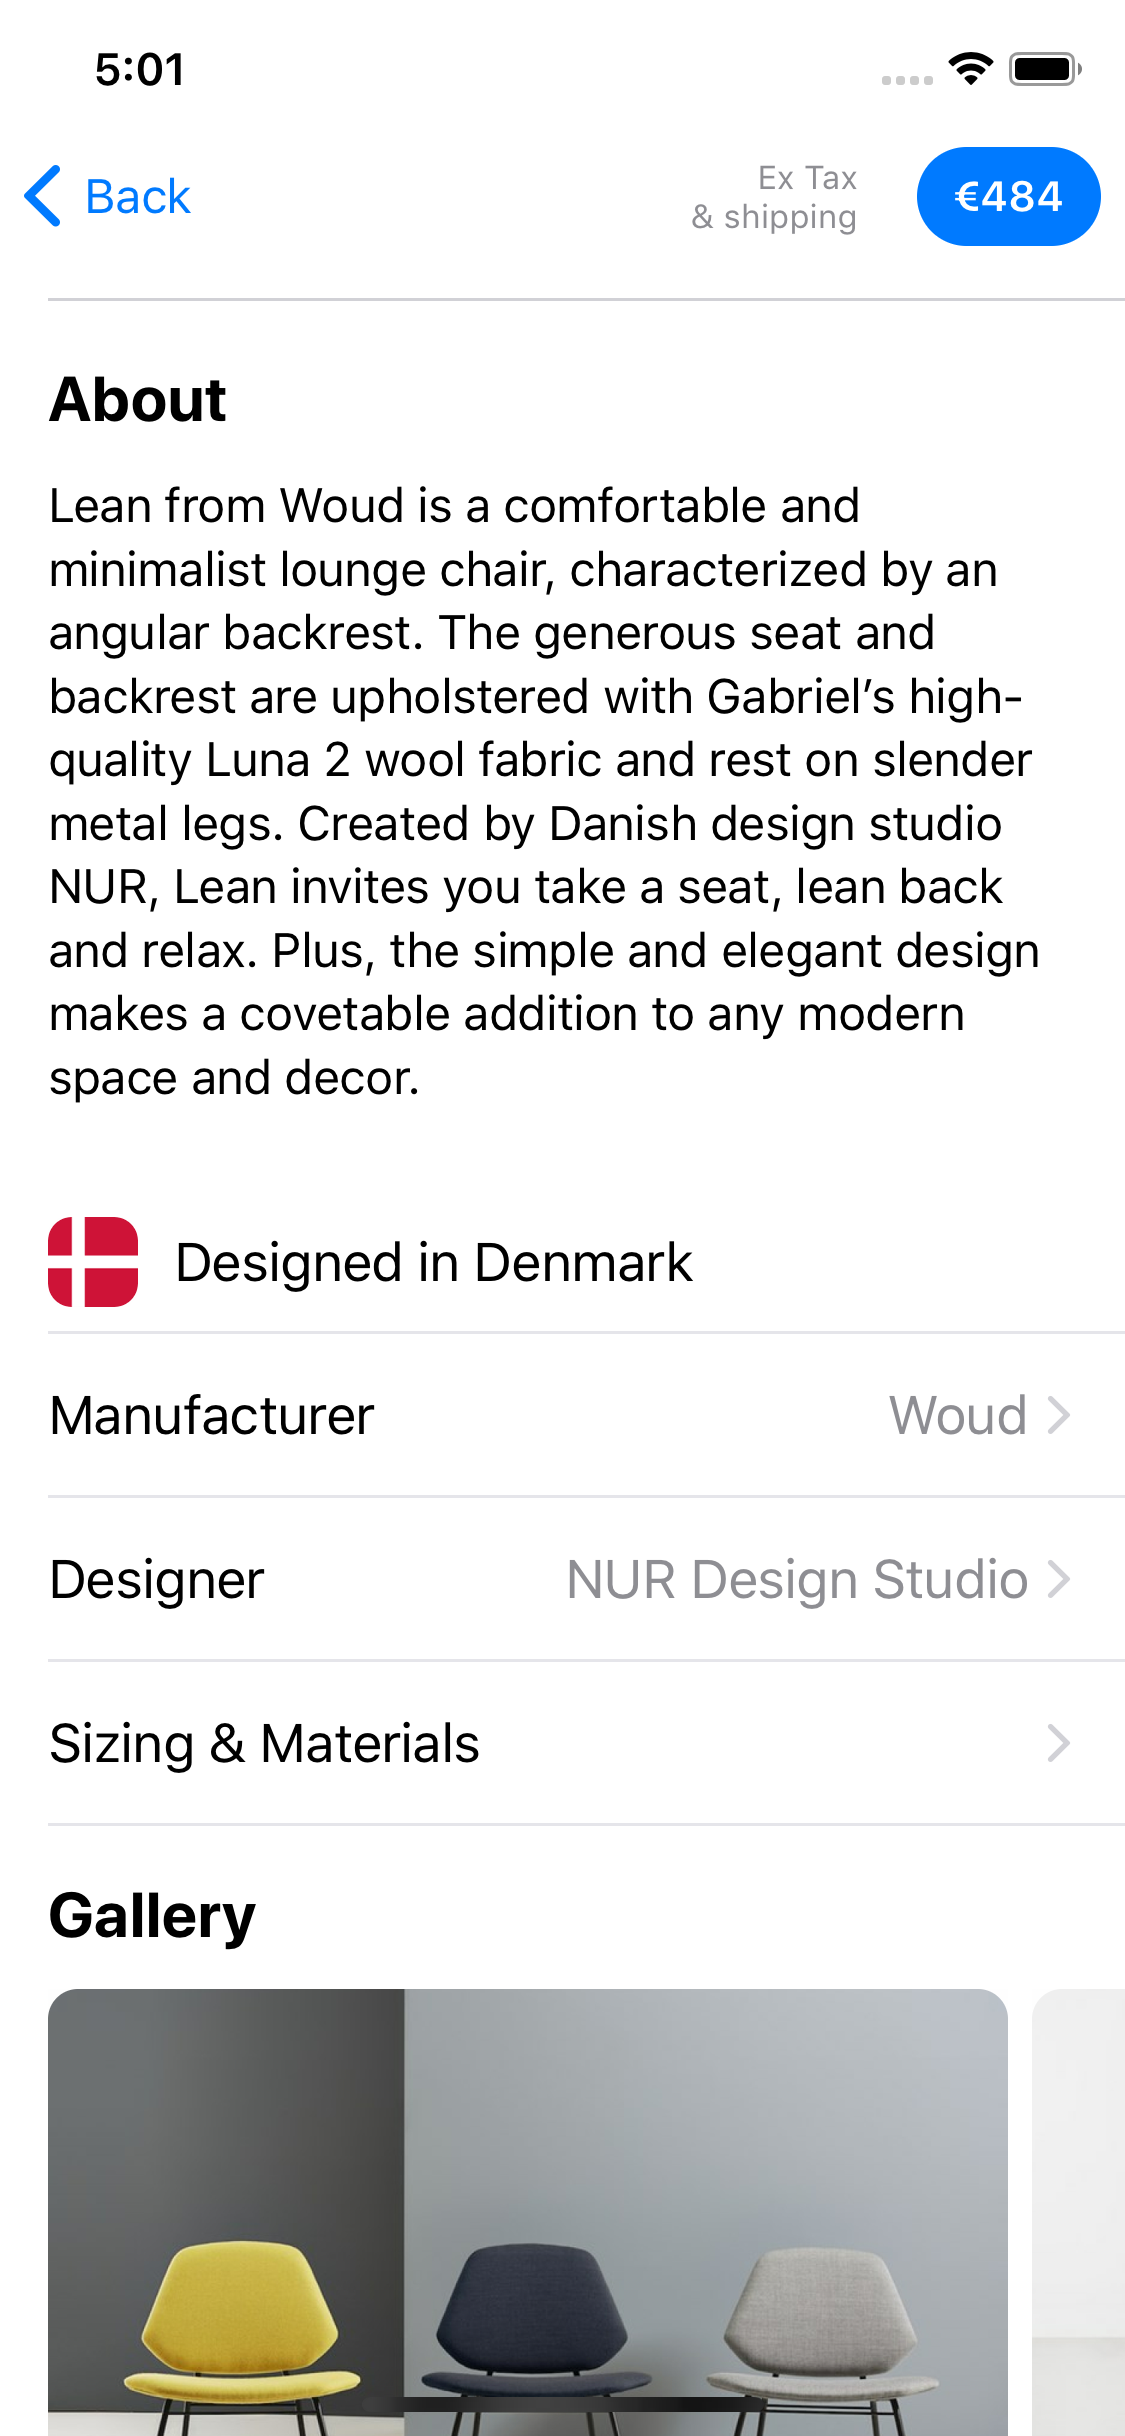 5:01
Back
Ex Tax
& shipping
€484
About
Lean from Woud is a comfortable and
minimalist lounge chair, characterized by an
angular backrest. The generous seat and
backrest are upholstered with Gabriel’s high-
quality Luna 2 wool fabric and rest on slender
metal legs. Created by Danish design studio
NUR, Lean invites you take a seat, lean back
and relax. Plus, the simple and elegant design
makes a covetable addition to any modern
space and decor.
Designed in Denmark
Manufacturer Woud
Designer NUR Design Studio
Sizing & Materials
Gallery